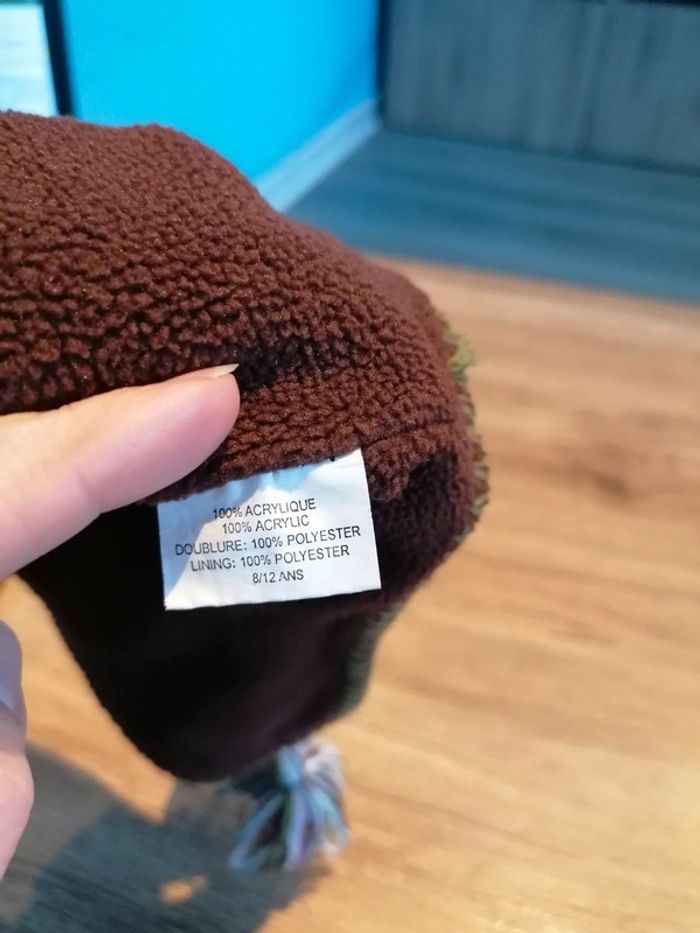 100% ACRYLIQUE
100% ACRYLIC
DOUBLURE: 100% POLYESTER
LINING: 100% POLYESTER
8/12 ANS